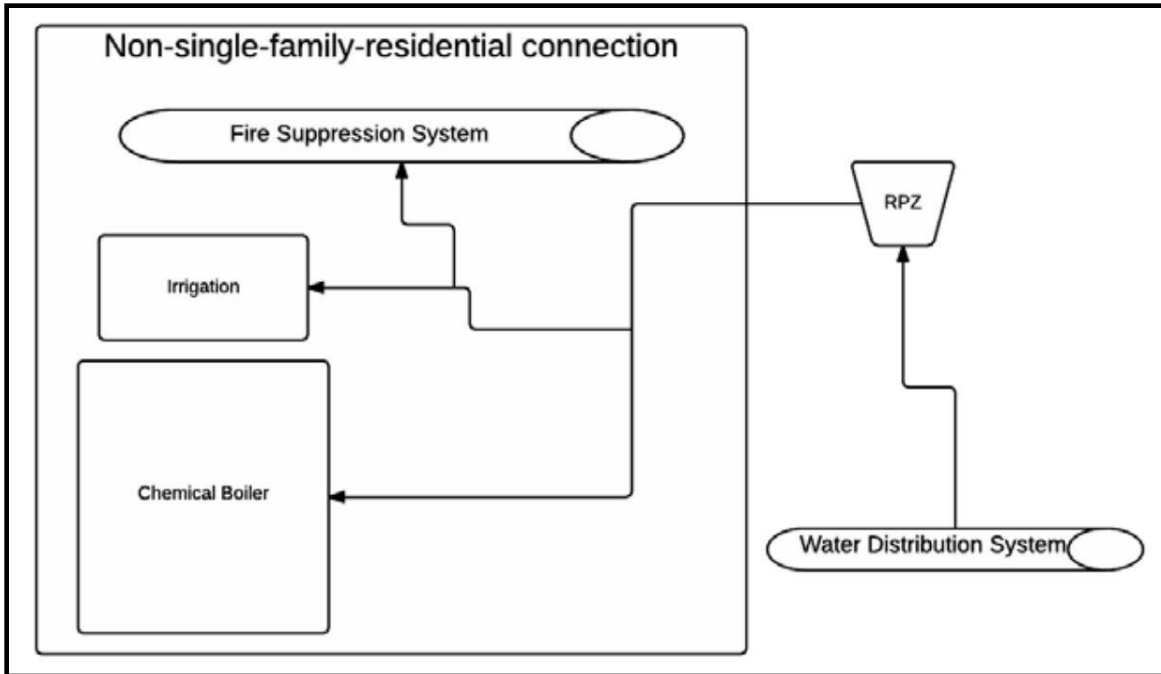 Non-single-family-residential connection
Fire Suppression System
RPZ
Irrigation
Chemical Boiler
Water Distribution System